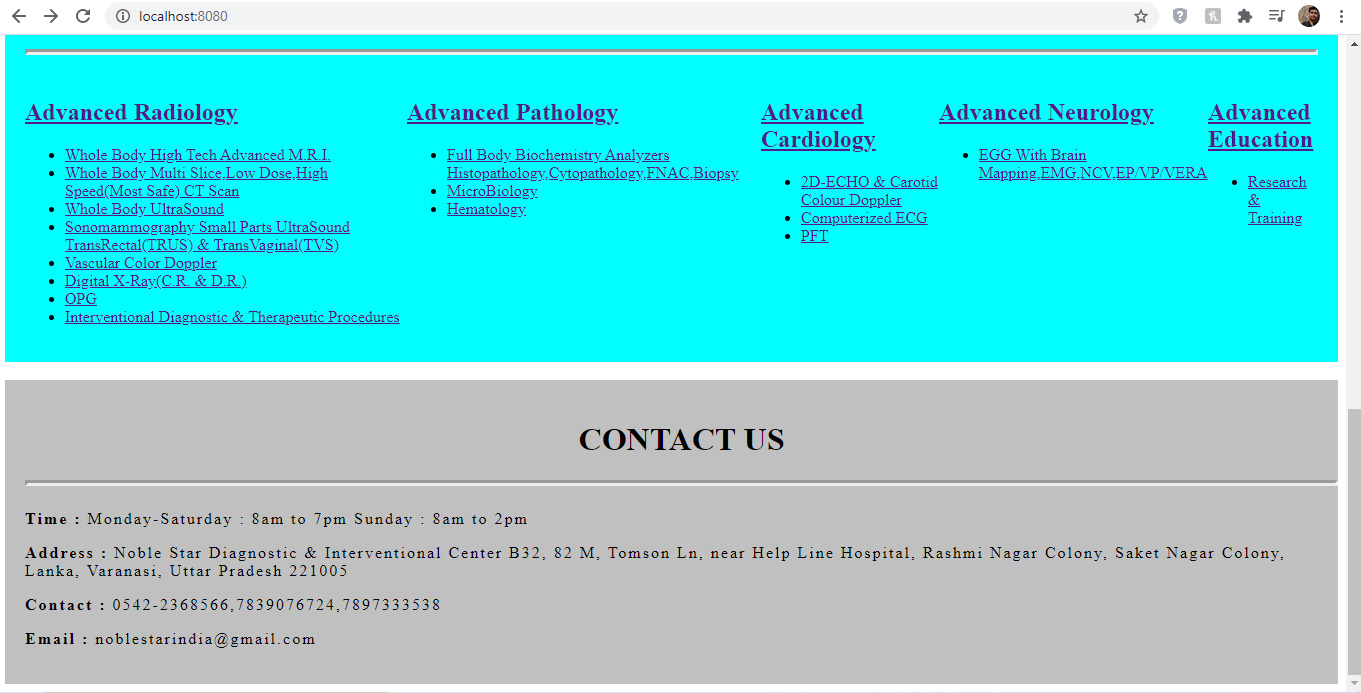 localhost:8080
Advanced Radiology
Whole Body High Tech Advanced M.R.I.
Whole Body Multi Slice,Low Dose,High
Speed(Most Safe) CT Scan
Whole Body UltraSound
Sonomammography Small Parts UltraSound
TransRectal(TRUS) & TransVaginal(TVS)
Vascular Color Doppler
Digital X-Ray(C.R. & D.R.)
OPG
Interventional Diagnostic & Therapeutic Procedures
Advanced Pathology
Full Body Biochemistry Analyzers
Histopathology,Cytopathology,FNAC,Biopsy
MicroBiology
Hematology
Advanced
Cardiology
2D-ECHO & Carotid
Colour Doppler
Computerized ECG
PFT
Advanced Neurology
EGG With Brain
Mapping,EMG,NCV,EP/VP/VERA
Advanced
Education
Research
&
Training
CONTACT US
Time : Monday-Saturday : 8am to 7pm Sunday : 8am to 2pm
Address : Noble Star Diagnostic & Interventional Center B32, 82 M, Tomson Ln, near Help Line Hospital, Rashmi Nagar Colony, Saket Nagar Colony,
Lanka, Varanasi, Uttar Pradesh 221005
Contact : 0542-2368566,7839076724,7897333538
Email : noblestarindia@gmail.com